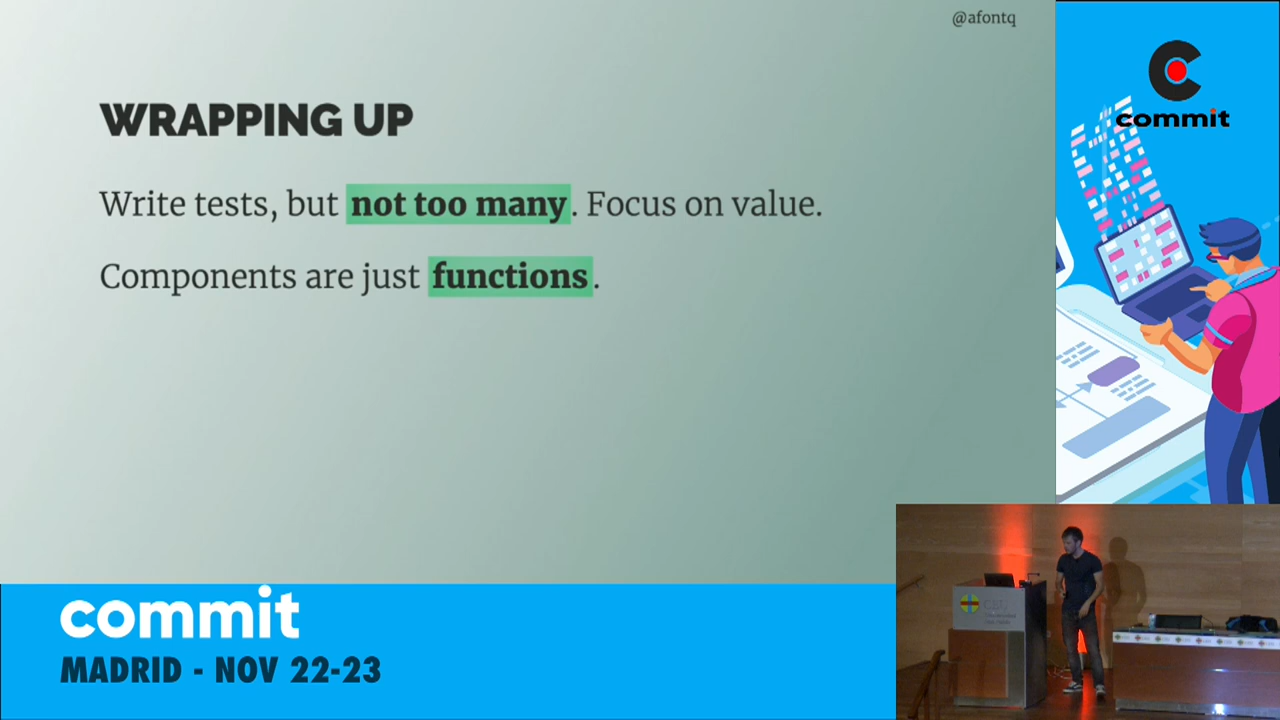 @afontq
WRAPPING UP
Write tests, but not too many. Focus on value.
Components are just functions.
commit
commit
MADRID - NOV 22-23
CEU